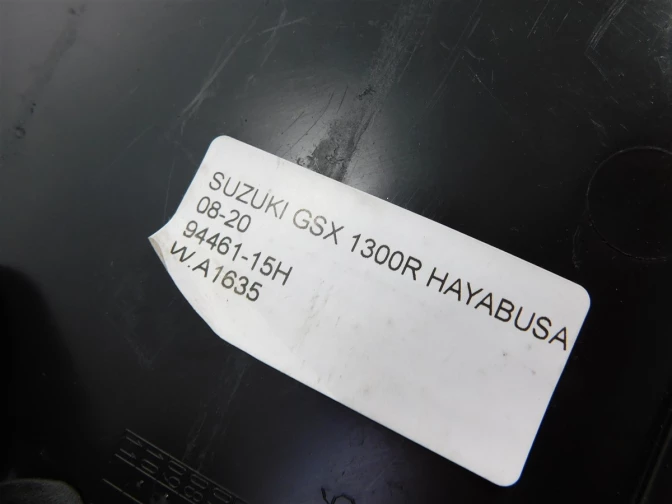 SUZUKI GSX 1300R HAYABUSA
08-20
94461-15H
W.A1635